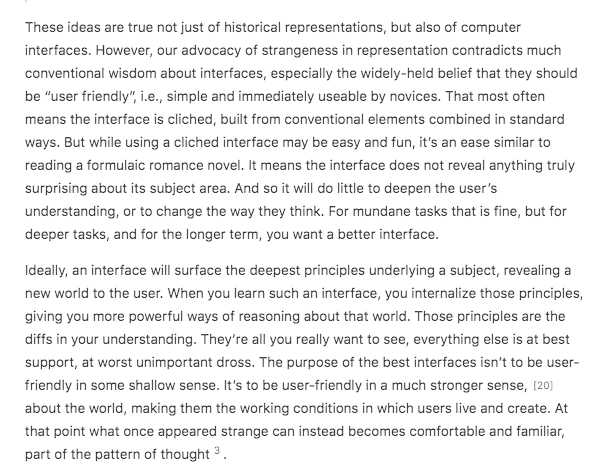 These ideas are true not just of historical representations, but also of computer
interfaces. However, our advocacy of strangeness in representation contradicts much
conventional wisdom about interfaces, especially the widely-held belief that they should
be “user friendly”, i.e., simple and immediately useable by novices. That most often
means the interface is cliched, built from conventional elements combined in standard
ways. But while using a cliched interface may be easy and fun, it’s an ease similar to
reading a formulaic romance novel. It means the interface does not reveal anything truly
surprising about its subject area. And so it will do little to deepen the user’s
understanding, or to change the way they think. For mundane tasks that is fine, but for
deeper tasks, and for the longer term, you want a better interface.
Ideally, an interface will surface the deepest principles underlying a subject, revealing a
new world to the user. When you learn such an interface, you internalize those principles,
giving you more powerful ways of reasoning about that world. Those principles are the
diffs in your understanding. They’re all you really want to see, everything else is at best
support, at worst unimportant dross. The purpose of the best interfaces isn’t to be user-
friendly in some shallow sense. It’s to be user-friendly in a much stronger sense, [20]
about the world, making them the working conditions in which users live and create. At
that point what once appeared strange can instead becomes comfortable and familiar,
part of the pattern of thought 3 .